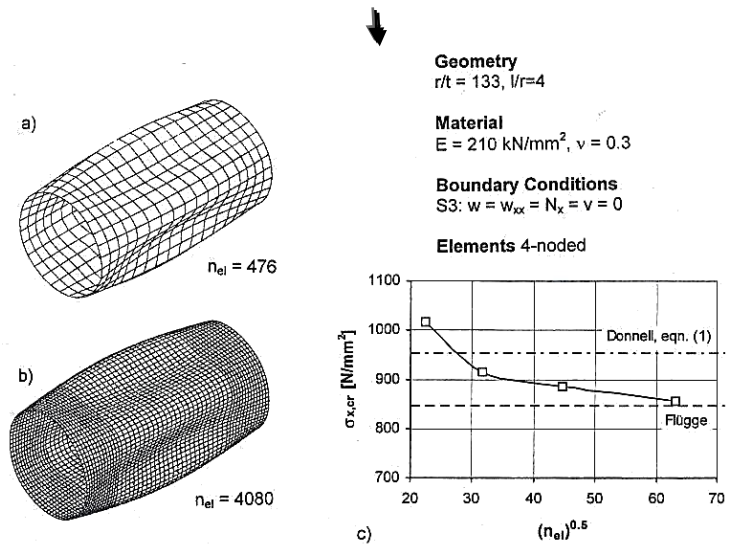 Geometry
r/t = 133, l/r=4
a)
Material
E = 210 kN/mm², ν = 0.3
Boundary Conditions
S3: w = wₓₓ = Nₓ = v = 0
Elements 4-noded
n_el = 476
b)
n_el = 4080
1100
1000
900
800
700
σ_x,cr [N/mm²]
Donnell, eqn. (1)
Flügge
20 30 40 50 60 70
c)
(n_el)^0.5